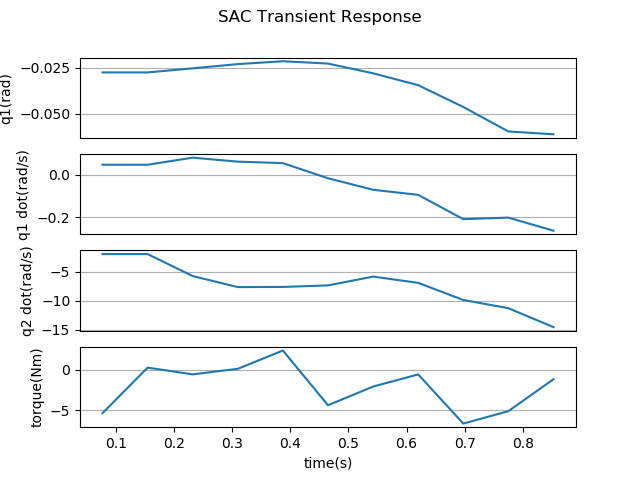 SAC Transient Response
q1(rad)
−0.025
−0.050
q1 dot(rad/s)
0.0
−0.2
q2 dot(rad/s)
−5
−10
−15
torque(Nm)
0
−5
0.1 0.2 0.3 0.4 0.5 0.6 0.7 0.8
time(s)